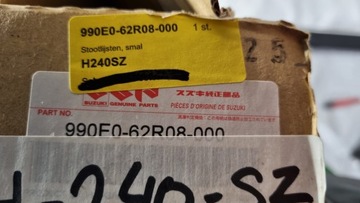 990E0-62R08-000 1 st.
Stootlijsten, smal
H240SZ
スズキ純正部品
SUZUKI GENUINE PARTS
PIÈCES D'ORIGINE DE SUZUKI
PART NO.
990E0-62R08-000
H-240-SZ